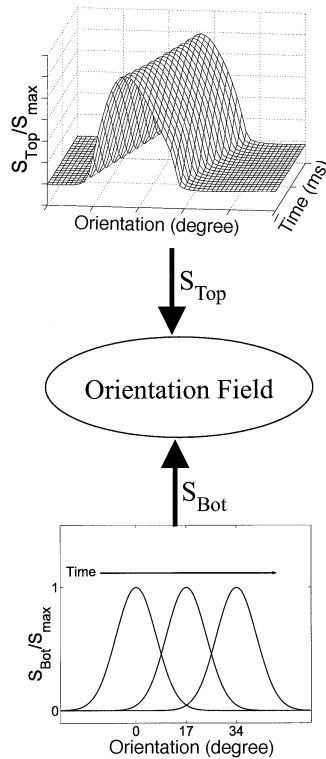 S_Top/S_max
Orientation (degree)
Time (ms)
S_Top
Orientation Field
S_Bot
Time
1
S_Bot/S_max
0
0 17 34
Orientation (degree)